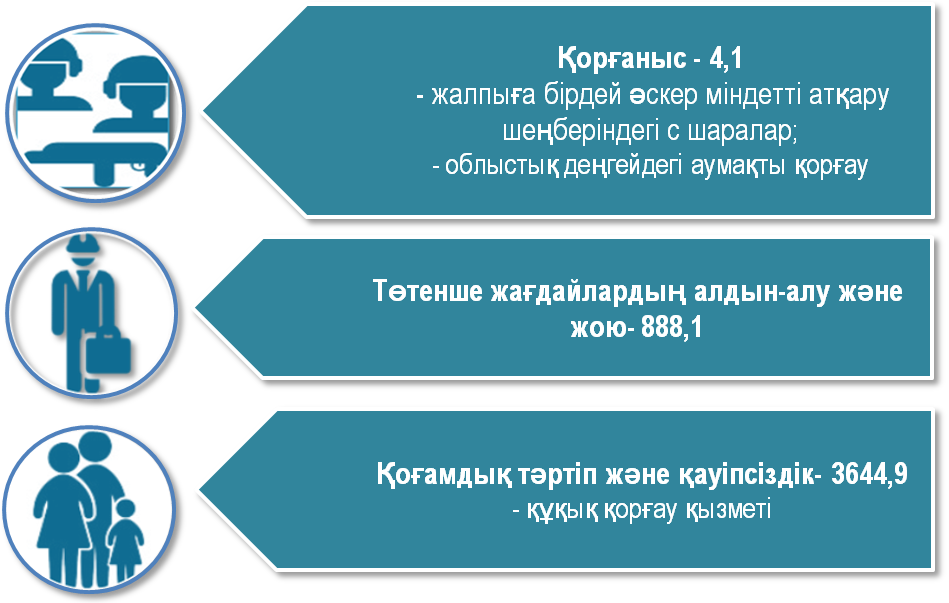 Қорғаныс - 4,1
- жалпыға бірдей әскер міндетті атқару
шеңберіндегі с шаралар;
- облыстық деңгейдегі аумақты қорғау
Төтенше жағдайлардың алдын-алу және
жою- 888,1
Қоғамдық тәртіп және қауіпсіздік- 3644,9
- құқық қорғау қызметі